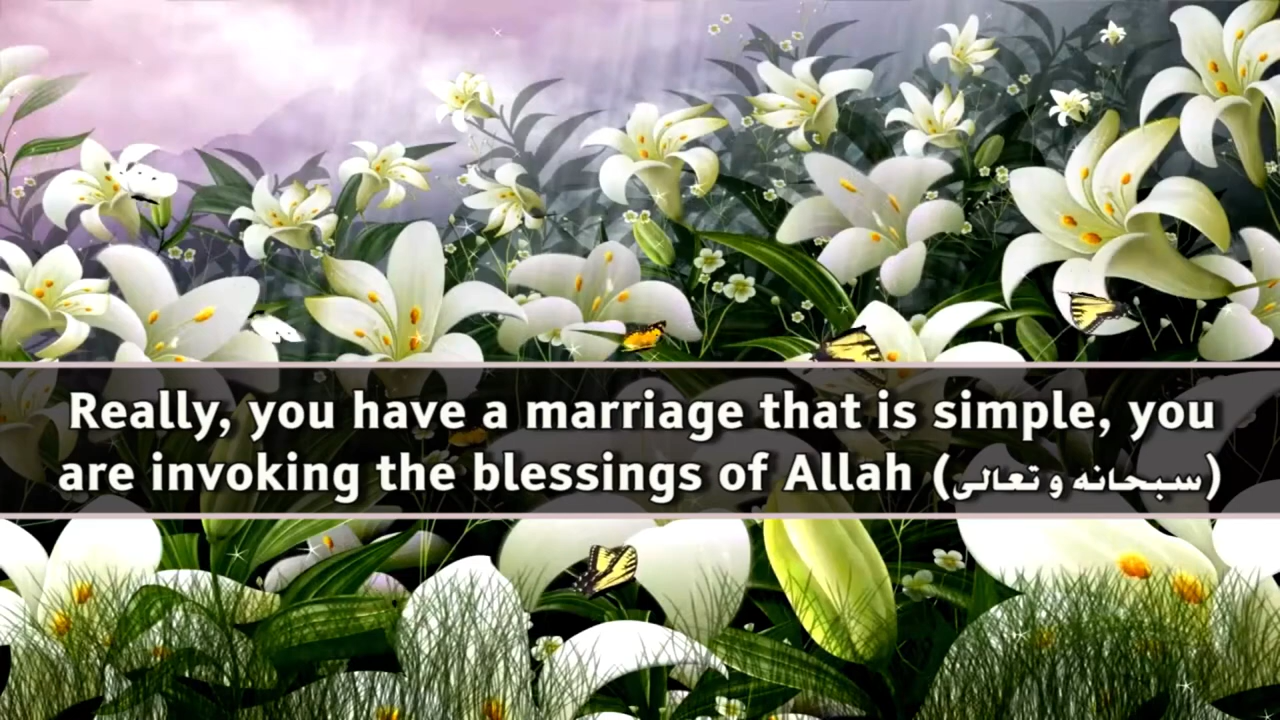 Really, you have a marriage that is simple, you
are invoking the blessings of Allah (سبحانه و تعالى)